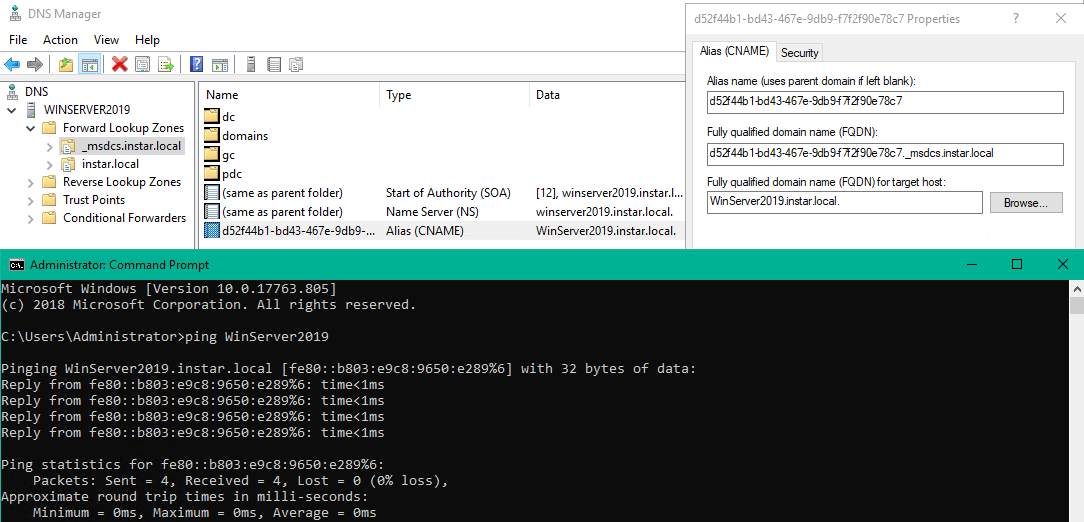 DNS Manager
File Action View Help
DNS
WINSERVER2019
Forward Lookup Zones
_msdcs.instar.local
instar.local
Reverse Lookup Zones
Trust Points
Conditional Forwarders
Name Type Data
dc
domains
gc
pdc
(same as parent folder) Start of Authority (SOA) [12], winserver2019.instar.l...
(same as parent folder) Name Server (NS) winserver2019.instar.local.
d52f44b1-bd43-467e-9db9-... Alias (CNAME) WinServer2019.instar.local.
d52f44b1-bd43-467e-9db9-f7f2f90e78c7 Properties
Alias (CNAME) Security
Alias name (uses parent domain if left blank):
d52f44b1-bd43-467e-9db9-f7f2f90e78c7
Fully qualified domain name (FQDN):
d52f44b1-bd43-467e-9db9-f7f2f90e78c7._msdcs.instar.local
Fully qualified domain name (FQDN) for target host:
WinServer2019.instar.local. Browse...
Administrator: Command Prompt
Microsoft Windows [Version 10.0.17763.805]
(c) 2018 Microsoft Corporation. All rights reserved.
C:\Users\Administrator>ping WinServer2019
Pinging WinServer2019.instar.local [fe80::b803:e9c8:9650:e289%6] with 32 bytes of data:
Reply from fe80::b803:e9c8:9650:e289%6: time<1ms
Reply from fe80::b803:e9c8:9650:e289%6: time<1ms
Reply from fe80::b803:e9c8:9650:e289%6: time<1ms
Reply from fe80::b803:e9c8:9650:e289%6: time<1ms
Ping statistics for fe80::b803:e9c8:9650:e289%6:
Packets: Sent = 4, Received = 4, Lost = 0 (0% loss),
Approximate round trip times in milli-seconds:
Minimum = 0ms, Maximum = 0ms, Average = 0ms